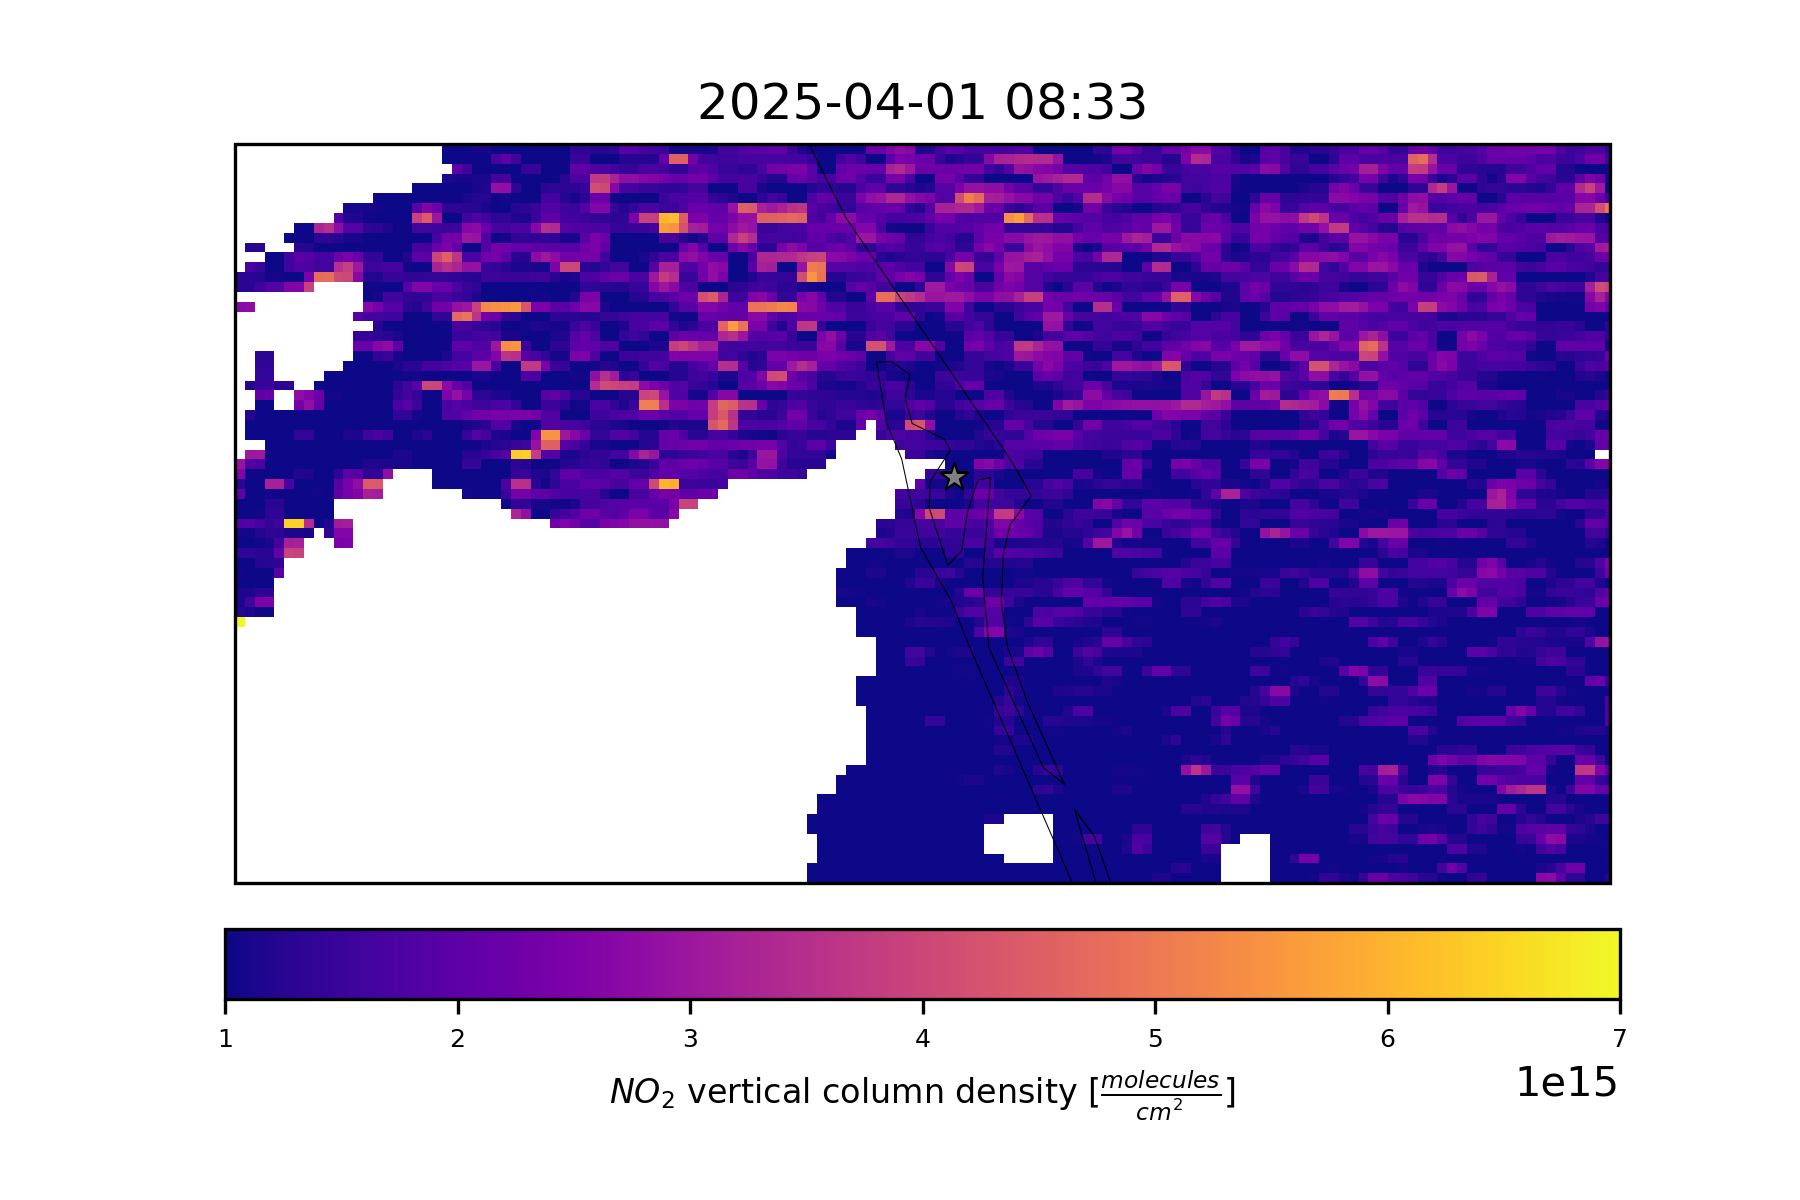 2025-04-01 08:33
1 2 3 4 5 6 7
1e15
NO₂ vertical column density [molecules/cm²]